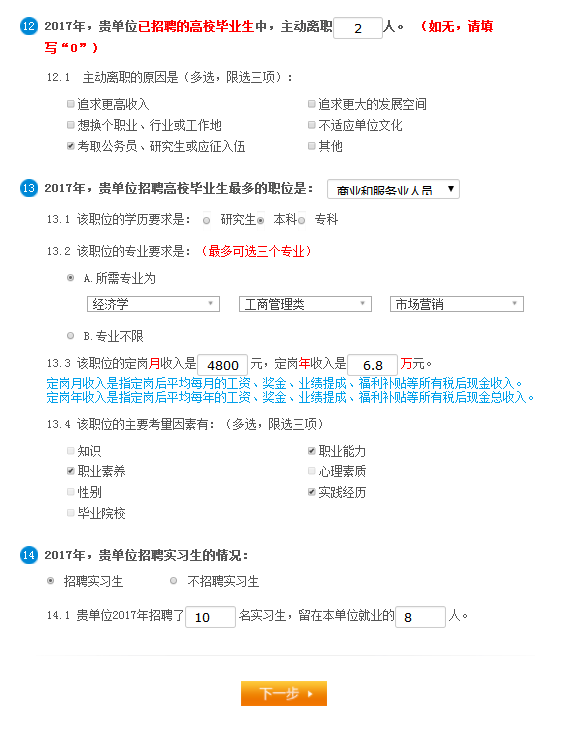 12 2017年，贵单位已招聘的高校毕业生中，主动离职 2 人。（如无，请填
写“0”）
12.1 主动离职的原因是（多选，限选三项）：
追求更高收入 追求更大的发展空间
想换个职业、行业或工作地 不适应单位文化
考取公务员、研究生或应征入伍 其他
13 2017年，贵单位招聘高校毕业生最多的职位是： 商业和服务业人员
13.1 该职位的学历要求是： 研究生 本科 专科
13.2 该职位的专业要求是：（最多可选三个专业）
A.所需专业为
经济学 工商管理类 市场营销
B.专业不限
13.3 该职位的定岗月收入是 4800 元，定岗年收入是 6.8 万元。
定岗月收入是指定岗后平均每月的工资、奖金、业绩提成、福利补贴等所有税后现金收入。
定岗年收入是指定岗后平均每年的工资、奖金、业绩提成、福利补贴等所有税后现金总收入。
13.4 该职位的主要考量因素有：（多选，限选三项）
知识 职业能力
职业素养 心理素质
性别 实践经历
毕业院校
14 2017年，贵单位招聘实习生的情况：
招聘实习生 不招聘实习生
14.1 贵单位2017年招聘了 10 名实习生，留在本单位就业的 8 人。
下一步